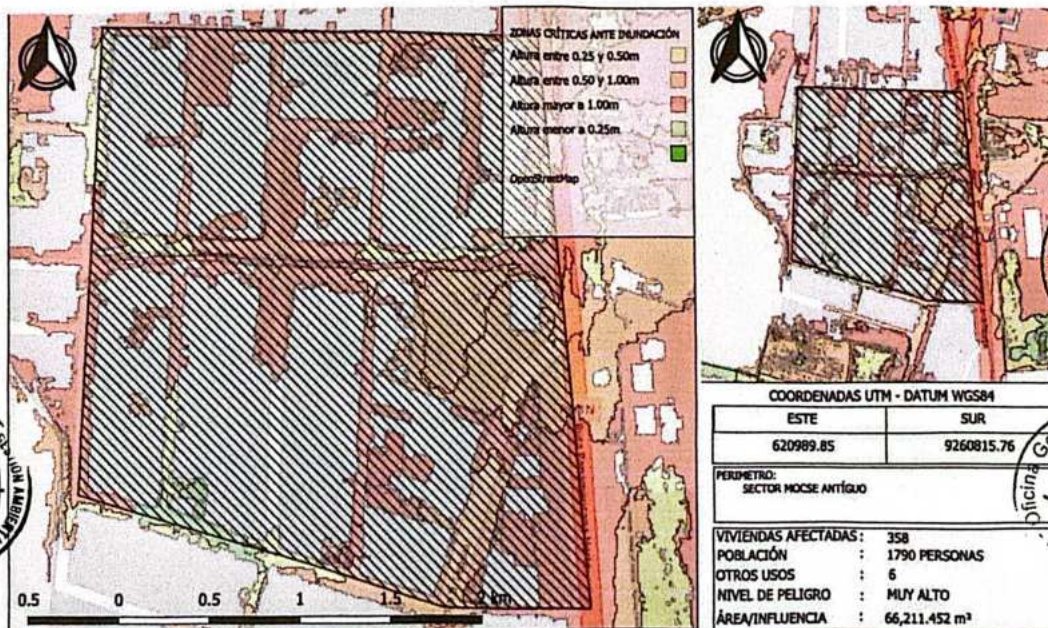 ZONAS CRÍTICAS ANTE INUNDACIÓN
Altura entre 0.25 y 0.50m
Altura entre 0.50 y 1.00m
Altura mayor a 1.00m
Altura menor a 0.25m
OpenStreetMap
0.5 0 0.5 1 1.5 2 km
COORDENADAS UTM - DATUM WGS84
ESTE SUR
620989.85 9260815.76
PERIMETRO:
SECTOR MOCSE ANTÍGUO
VIVIENDAS AFECTADAS : 358
POBLACIÓN : 1790 PERSONAS
OTROS USOS : 6
NIVEL DE PELIGRO : MUY ALTO
ÁREA/INFLUENCIA : 66,211.452 m²
Oficina